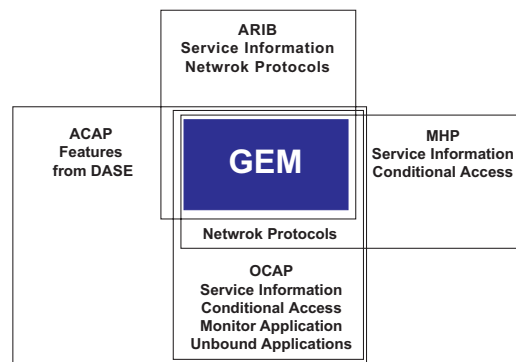 ARIB
Service Information
Netwrok Protocols
ACAP
Features
from DASE
GEM
MHP
Service Information
Conditional Access
Netwrok Protocols
OCAP
Service Information
Conditional Access
Monitor Application
Unbound Applications